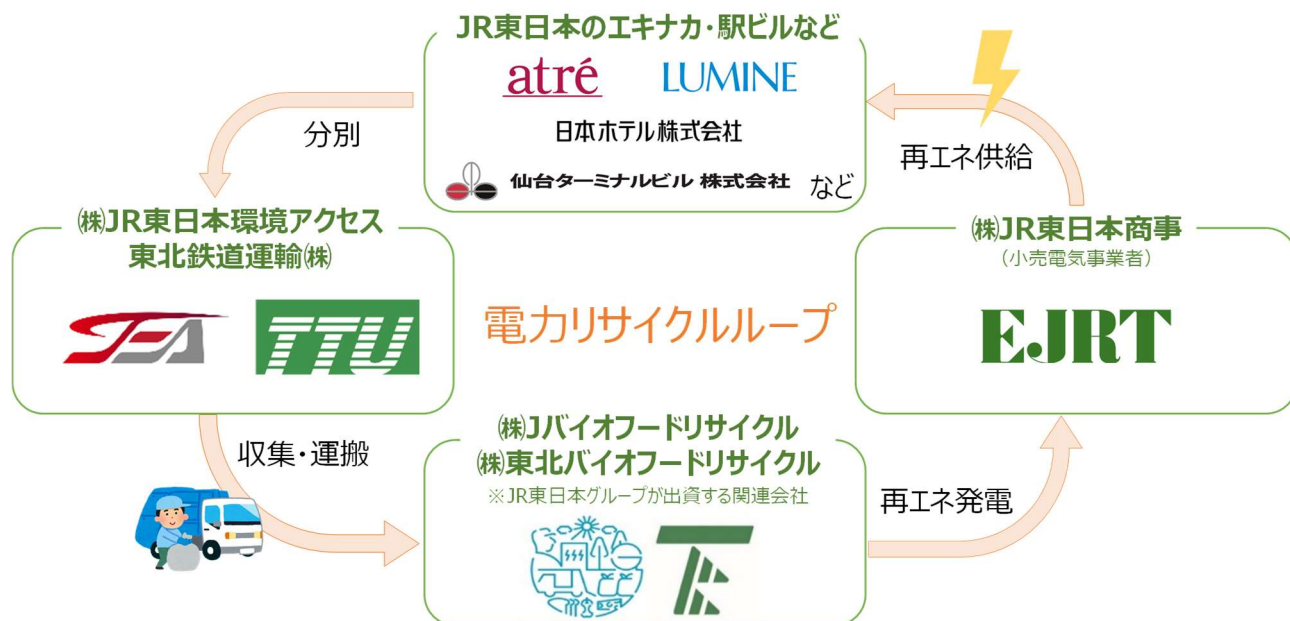 JR東日本のエキナカ・駅ビルなど
atré LUMINE
日本ホテル株式会社
仙台ターミナルビル 株式会社 など
分別
再エネ供給
㈱JR東日本環境アクセス
東北鉄道運輸㈱
JEA TTU
電力リサイクルループ
㈱JR東日本商事
（小売電気事業者）
EJRT
収集・運搬
㈱Jバイオフードリサイクル
㈱東北バイオフードリサイクル
※JR東日本グループが出資する関連会社
再エネ発電